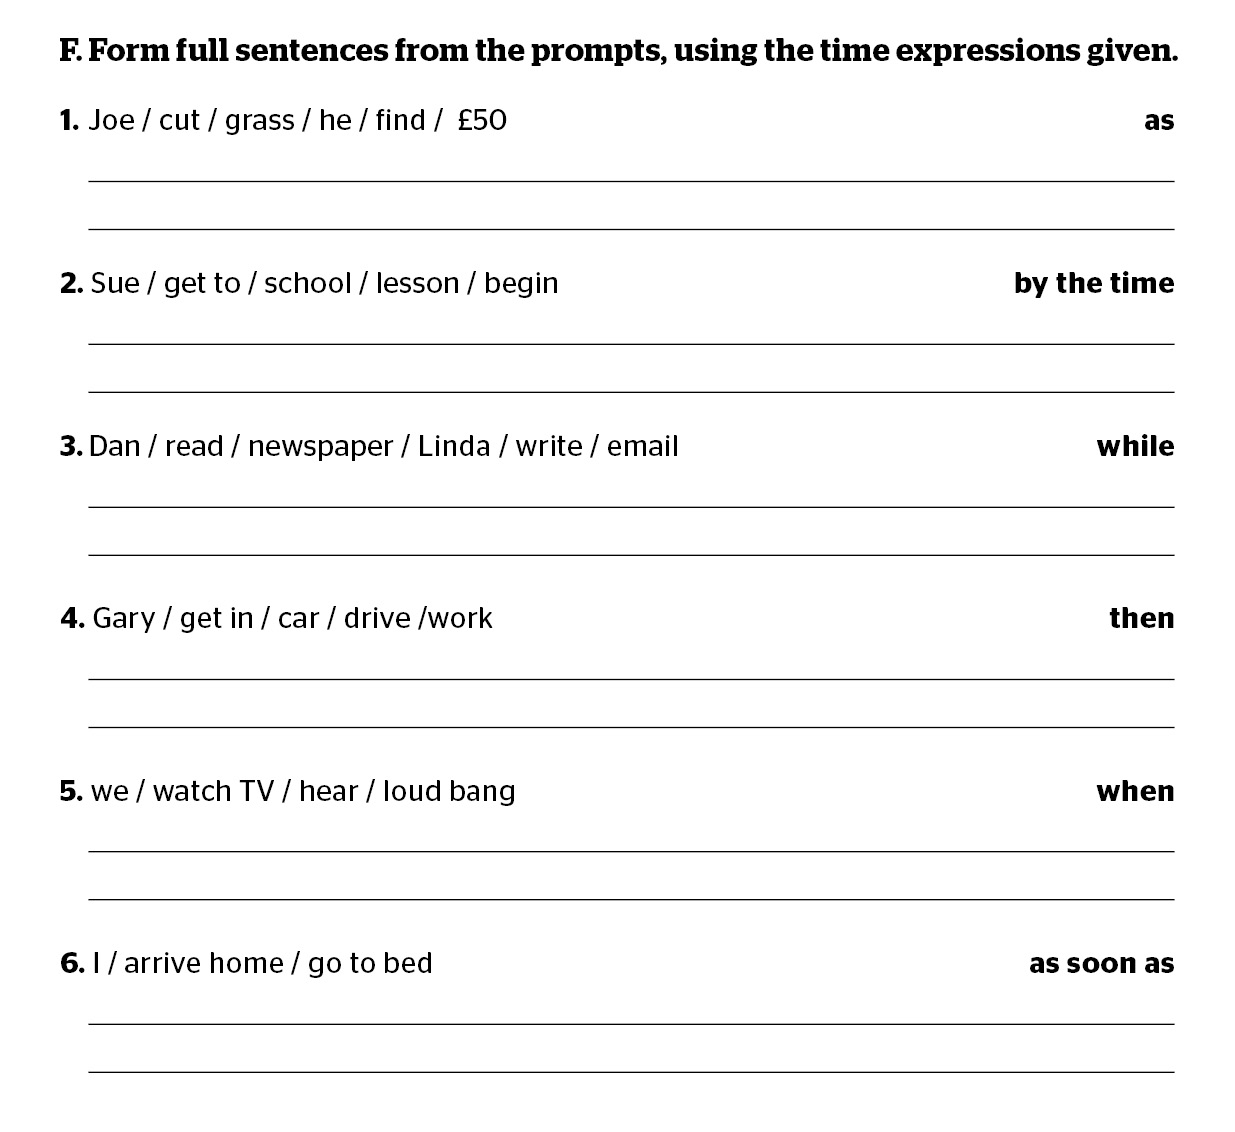 F. Form full sentences from the prompts, using the time expressions given.
1. Joe / cut / grass / he / find / £50 as
2. Sue / get to / school / lesson / begin by the time
3. Dan / read / newspaper / Linda / write / email while
4. Gary / get in / car / drive /work then
5. we / watch TV / hear / loud bang when
6. I / arrive home / go to bed as soon as